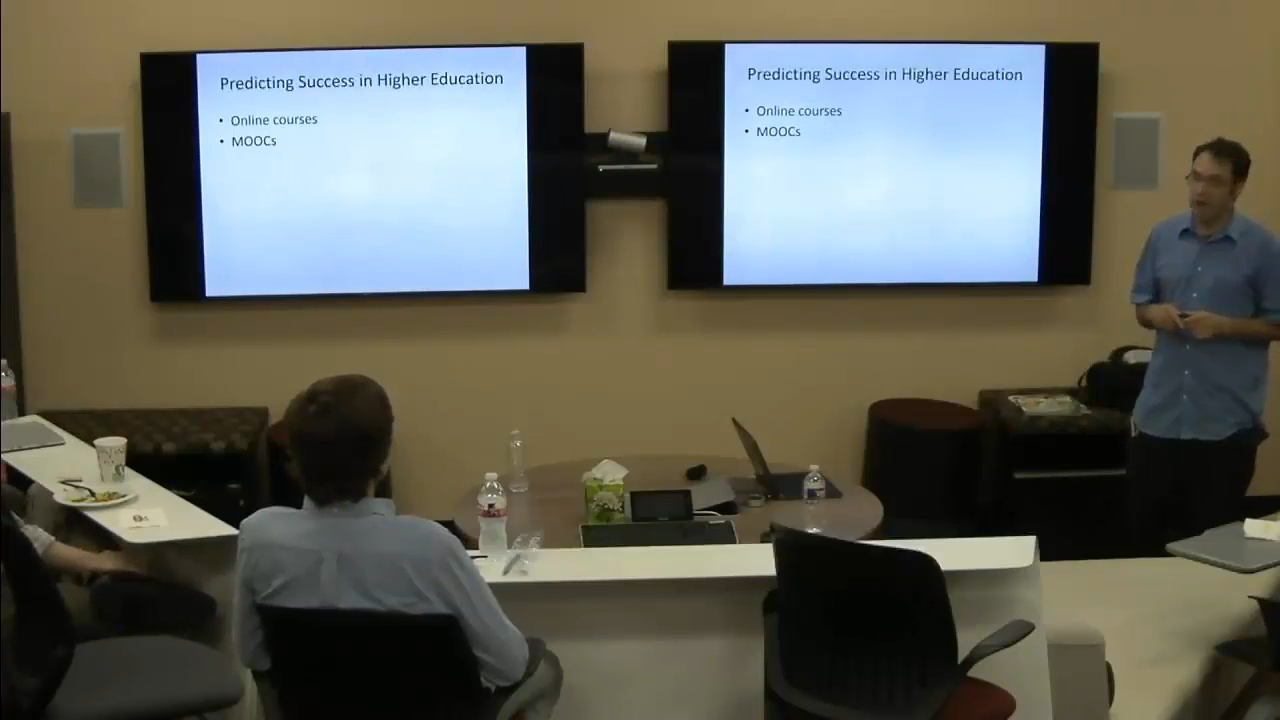 Predicting Success in Higher Education
• Online courses
• MOOCs
Predicting Success in Higher Education
• Online courses
• MOOCs